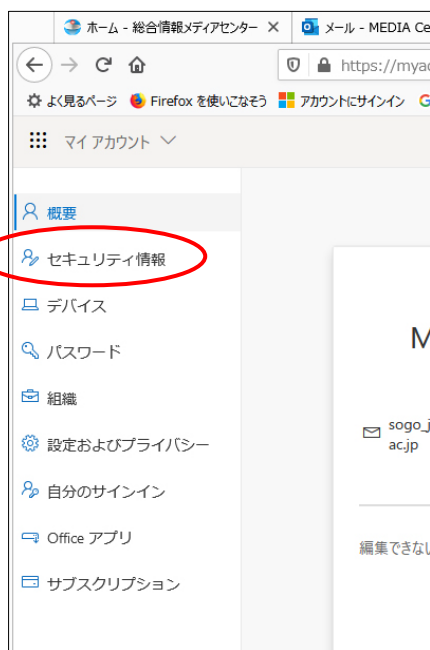 ホーム - 総合情報メディアセンター
メール - MEDIA Ce
https://myac
よく見るページ
Firefox を使いこなそう
アカウントにサインイン
G
マイ アカウント
概要
セキュリティ情報
デバイス
パスワード
組織
設定およびプライバシー
自分のサインイン
Office アプリ
サブスクリプション
M
sogo_j
ac.jp
編集できない